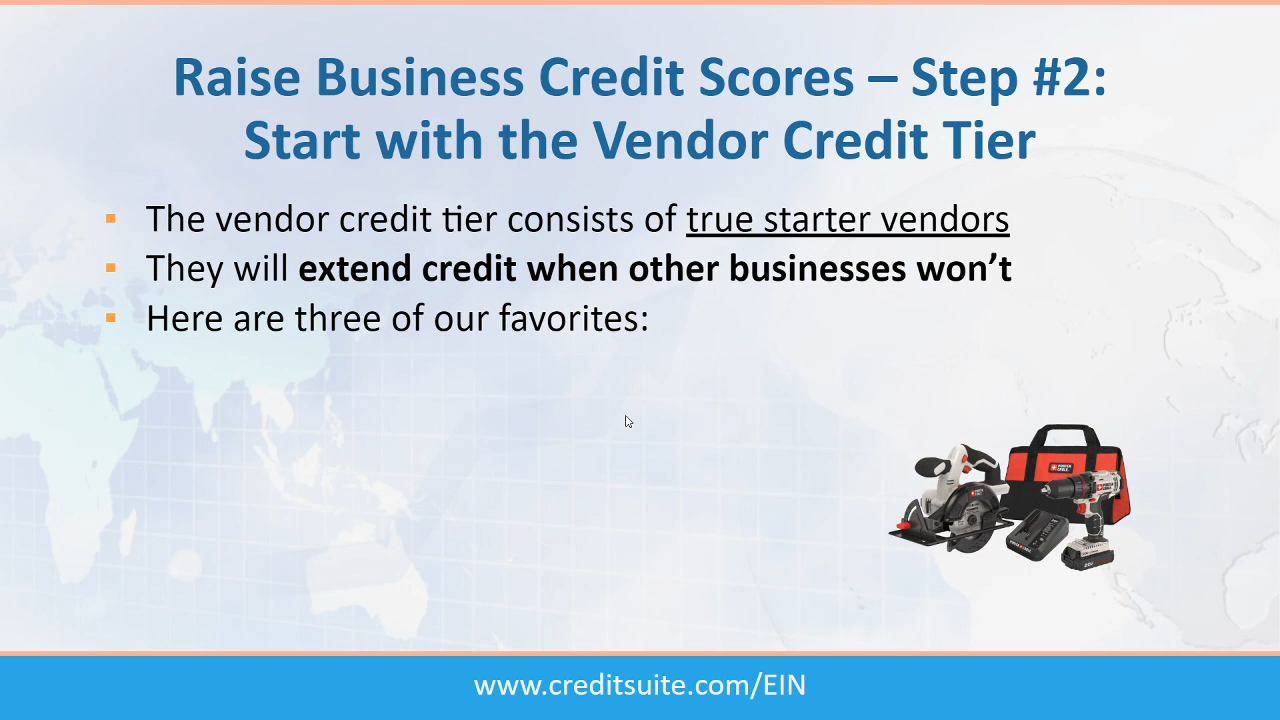 Raise Business Credit Scores – Step #2:
Start with the Vendor Credit Tier
▪ The vendor credit tier consists of true starter vendors
▪ They will extend credit when other businesses won’t
▪ Here are three of our favorites:
PORTER CABLE
www.creditsuite.com/EIN